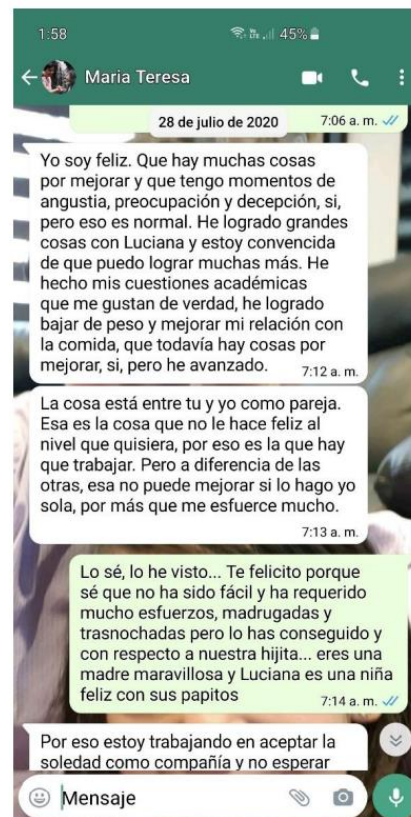 1:58
LTE
45%
Maria Teresa
28 de julio de 2020
7:06 a. m.
Yo soy feliz. Que hay muchas cosas
por mejorar y que tengo momentos de
angustia, preocupación y decepción, si,
pero eso es normal. He logrado grandes
cosas con Luciana y estoy convencida
de que puedo lograr muchas más. He
hecho mis cuestiones académicas
que me gustan de verdad, he logrado
bajar de peso y mejorar mi relación con
la comida, que todavía hay cosas por
mejorar, si, pero he avanzado.
7:12 a. m.
La cosa está entre tu y yo como pareja.
Esa es la cosa que no le hace feliz al
nivel que quisiera, por eso es la que hay
que trabajar. Pero a diferencia de las
otras, esa no puede mejorar si lo hago yo
sola, por más que me esfuerce mucho.
7:13 a. m.
Lo sé, lo he visto... Te felicito porque
sé que no ha sido fácil y ha requerido
mucho esfuerzos, madrugadas y
trasnochadas pero lo has conseguido y
con respecto a nuestra hijita... eres una
madre maravillosa y Luciana es una niña
feliz con sus papitos
7:14 a. m.
Por eso estoy trabajando en aceptar la
soledad como compañía y no esperar
Mensaje